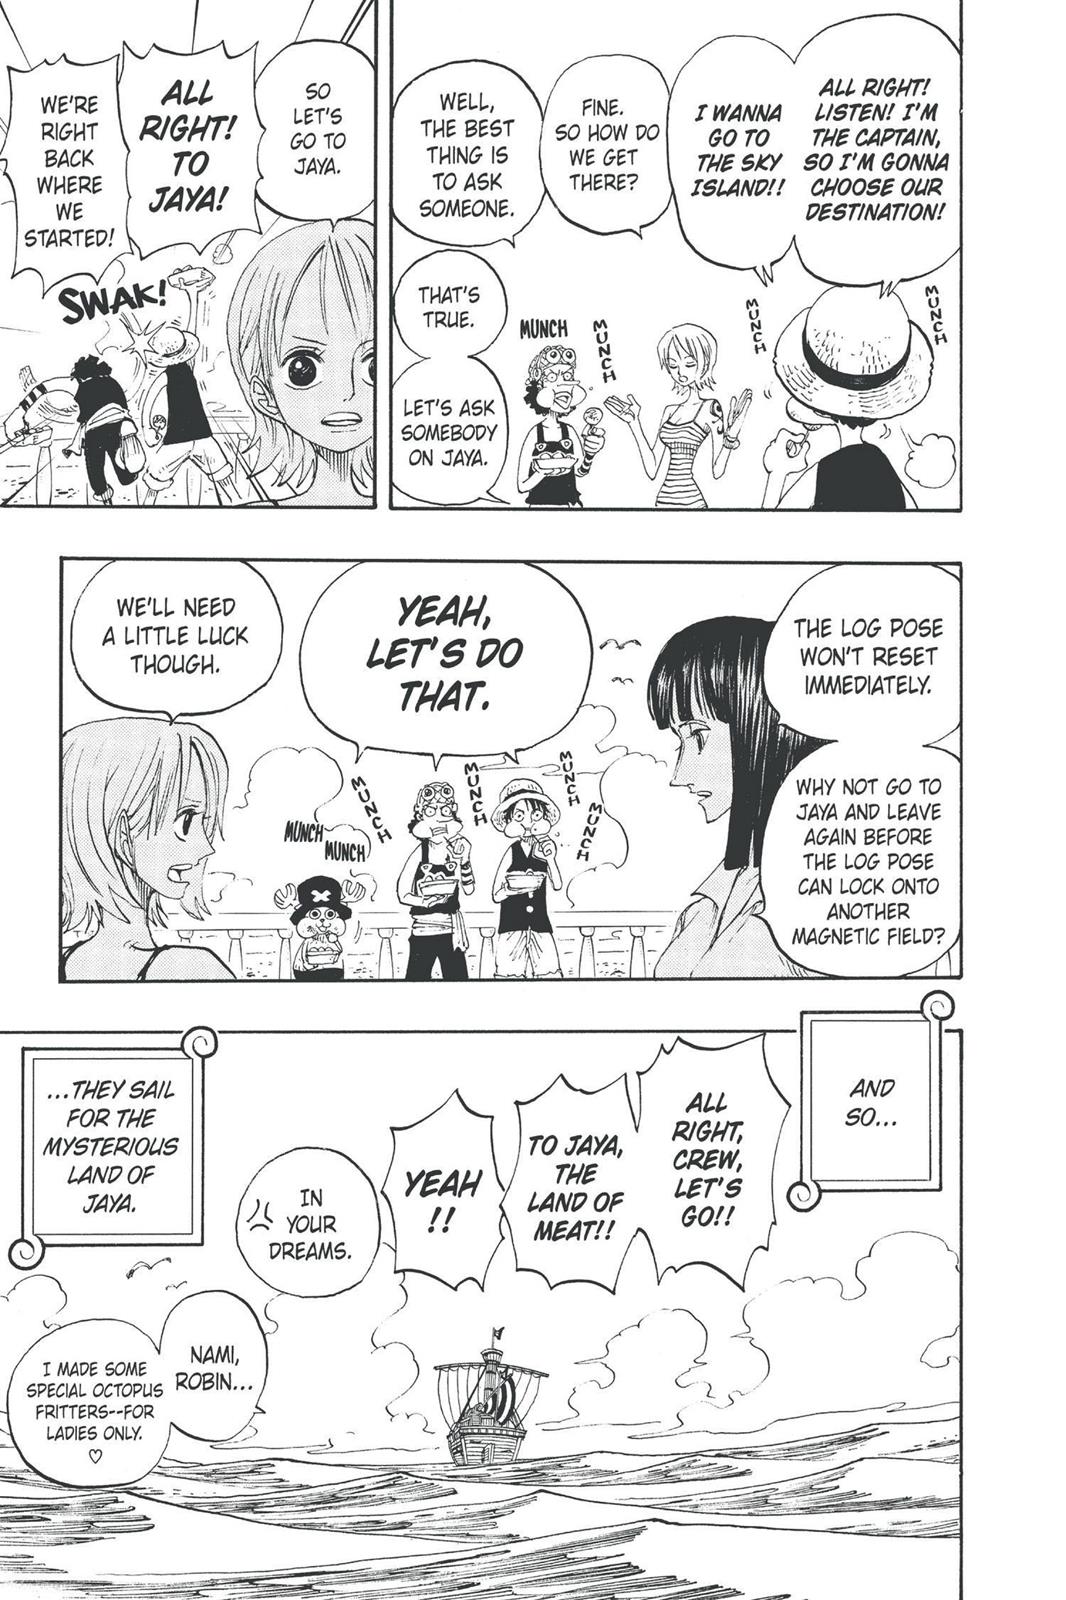 ALL RIGHT!
LISTEN! I'M
THE CAPTAIN,
SO I'M GONNA
CHOOSE OUR
DESTINATION!
I WANNA
GO TO
THE SKY
ISLAND!!
FINE.
SO HOW DO
WE GET
THERE?
WELL,
THE BEST
THING IS
TO ASK
SOMEONE.
THAT'S
TRUE.
LET'S ASK
SOMEBODY
ON JAYA.
MUNCH
MUNCH
MUNCH
MUNCH
SO
LET'S
GO TO
JAYA.
ALL
RIGHT!
TO
JAYA!
WE'RE
RIGHT
BACK
WHERE
WE
STARTED!
SWAK!
THE LOG POSE
WON'T RESET
IMMEDIATELY.
WHY NOT GO TO
JAYA AND LEAVE
AGAIN BEFORE
THE LOG POSE
CAN LOCK ONTO
ANOTHER
MAGNETIC FIELD?
YEAH,
LET'S DO
THAT.
MUNCH
MUNCH
MUNCH
MUNCH
MUNCH
MUNCH
WE'LL NEED
A LITTLE LUCK
THOUGH.
AND
SO...
ALL
RIGHT,
CREW,
LET'S
GO!!
TO JAYA,
THE
LAND OF
MEAT!!
YEAH
!!
IN
YOUR
DREAMS.
...THEY SAIL
FOR THE
MYSTERIOUS
LAND OF
JAYA.
NAMI,
ROBIN...
I MADE SOME
SPECIAL OCTOPUS
FRITTERS--FOR
LADIES ONLY.
♡